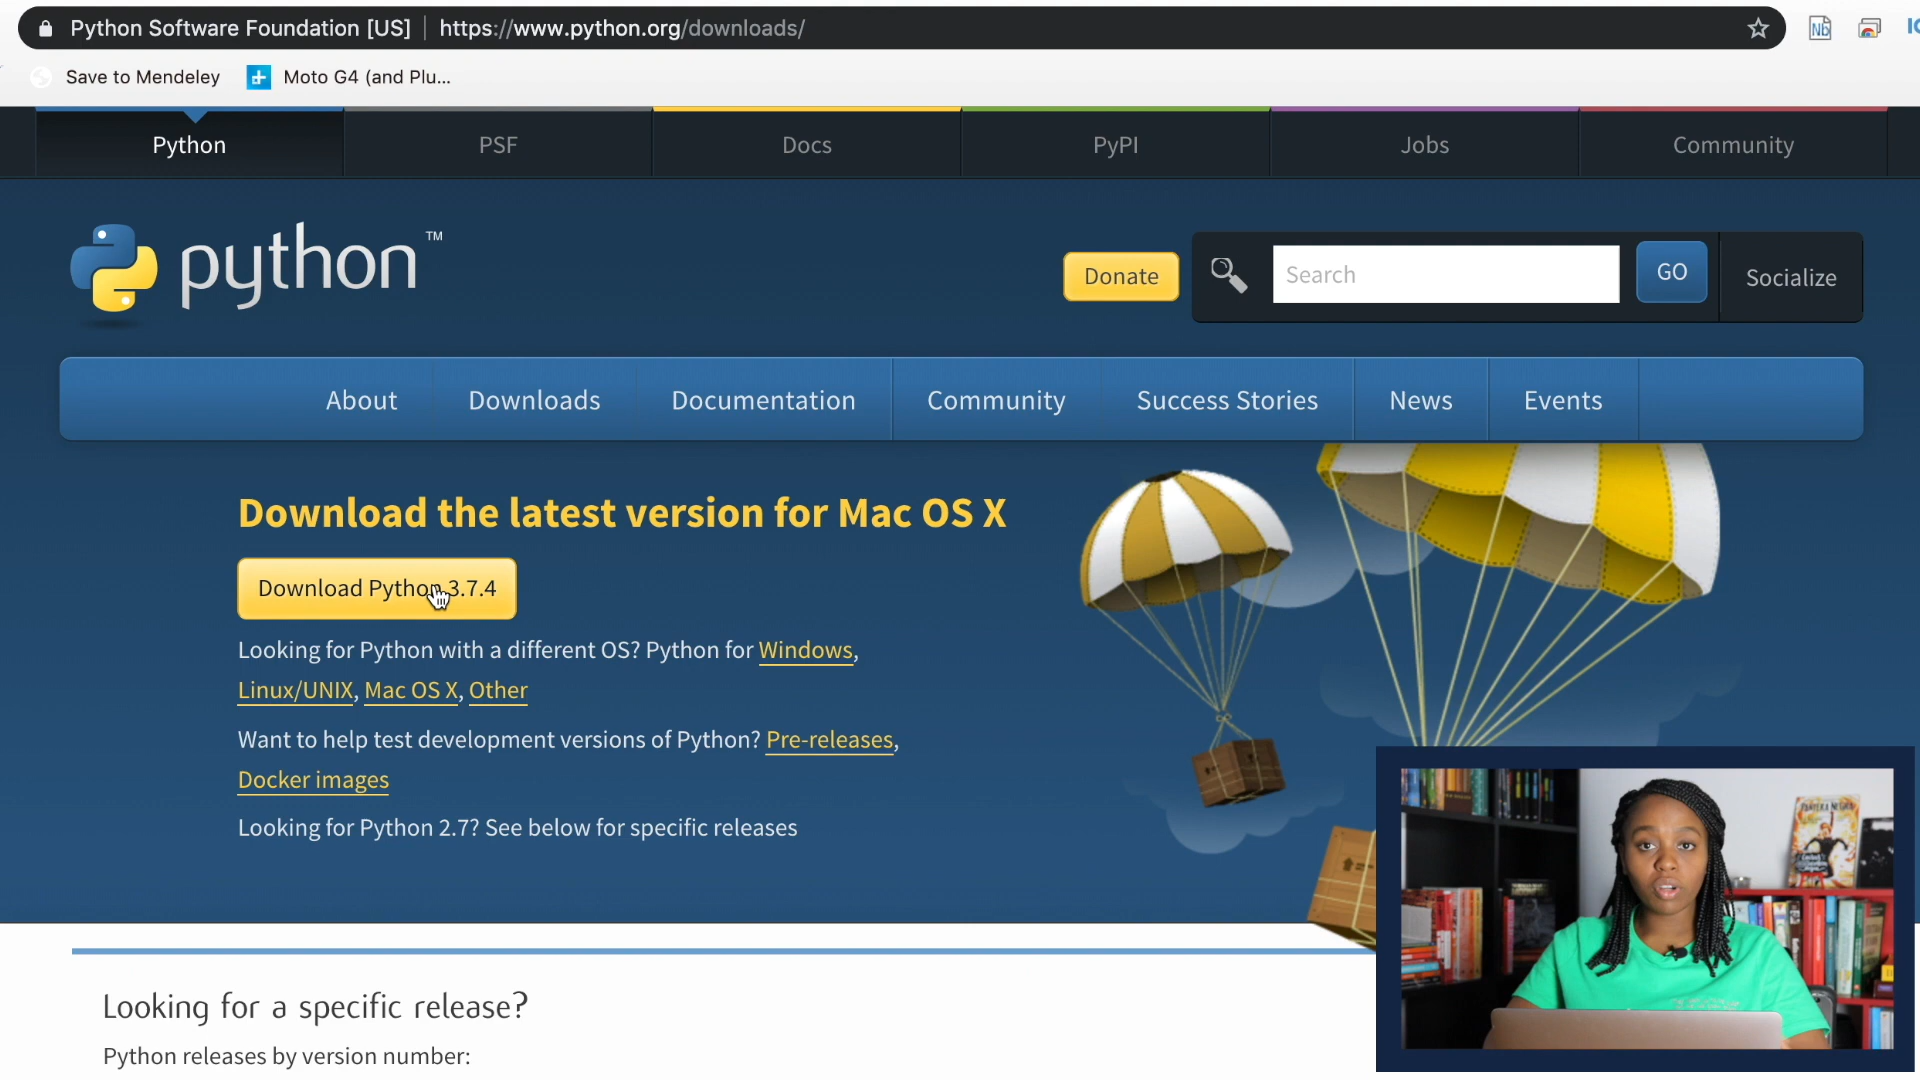 Python Software Foundation [US] https://www.python.org/downloads/
Nb
Save to Mendeley Moto G4 (and Plu...
Python PSF Docs PyPI Jobs Community
python™
Donate Search GO Socialize
About Downloads Documentation Community Success Stories News Events
Download the latest version for Mac OS X
Download Python 3.7.4
Looking for Python with a different OS? Python for Windows,
Linux/UNIX, Mac OS X, Other
Want to help test development versions of Python? Pre-releases,
Docker images
Looking for Python 2.7? See below for specific releases
PANTERA NEGRA
Looking for a specific release?
Python releases by version number: